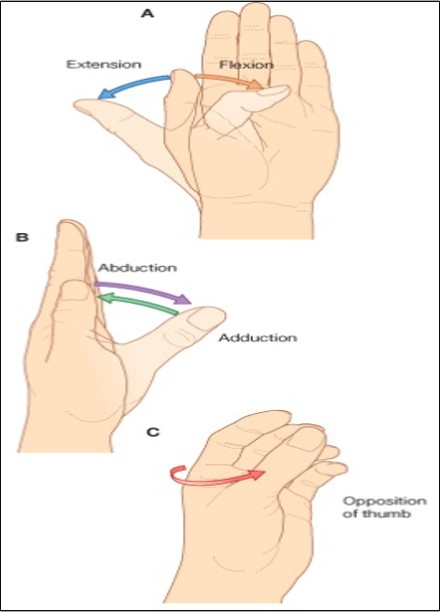 A
Extension
Flexion
B
Abduction
Adduction
C
Opposition
of thumb